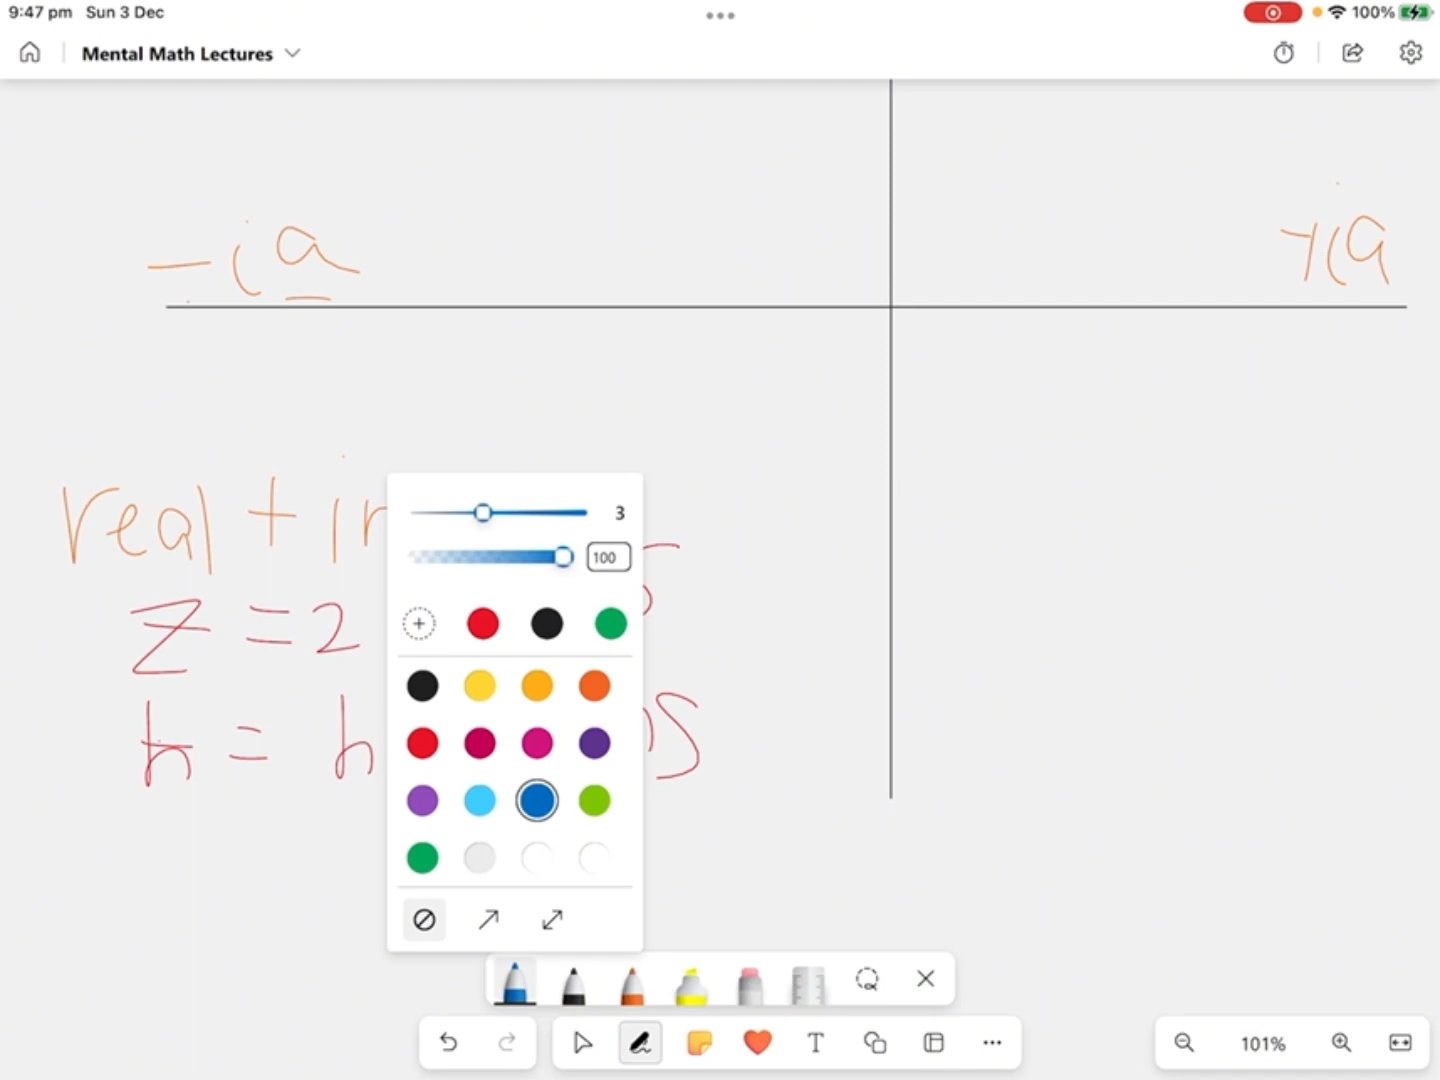 9:47 pm Sun 3 Dec
100%
Mental Math Lectures
-ia
+ia
3
100
real +
z = 2
ħ = h
T
101%